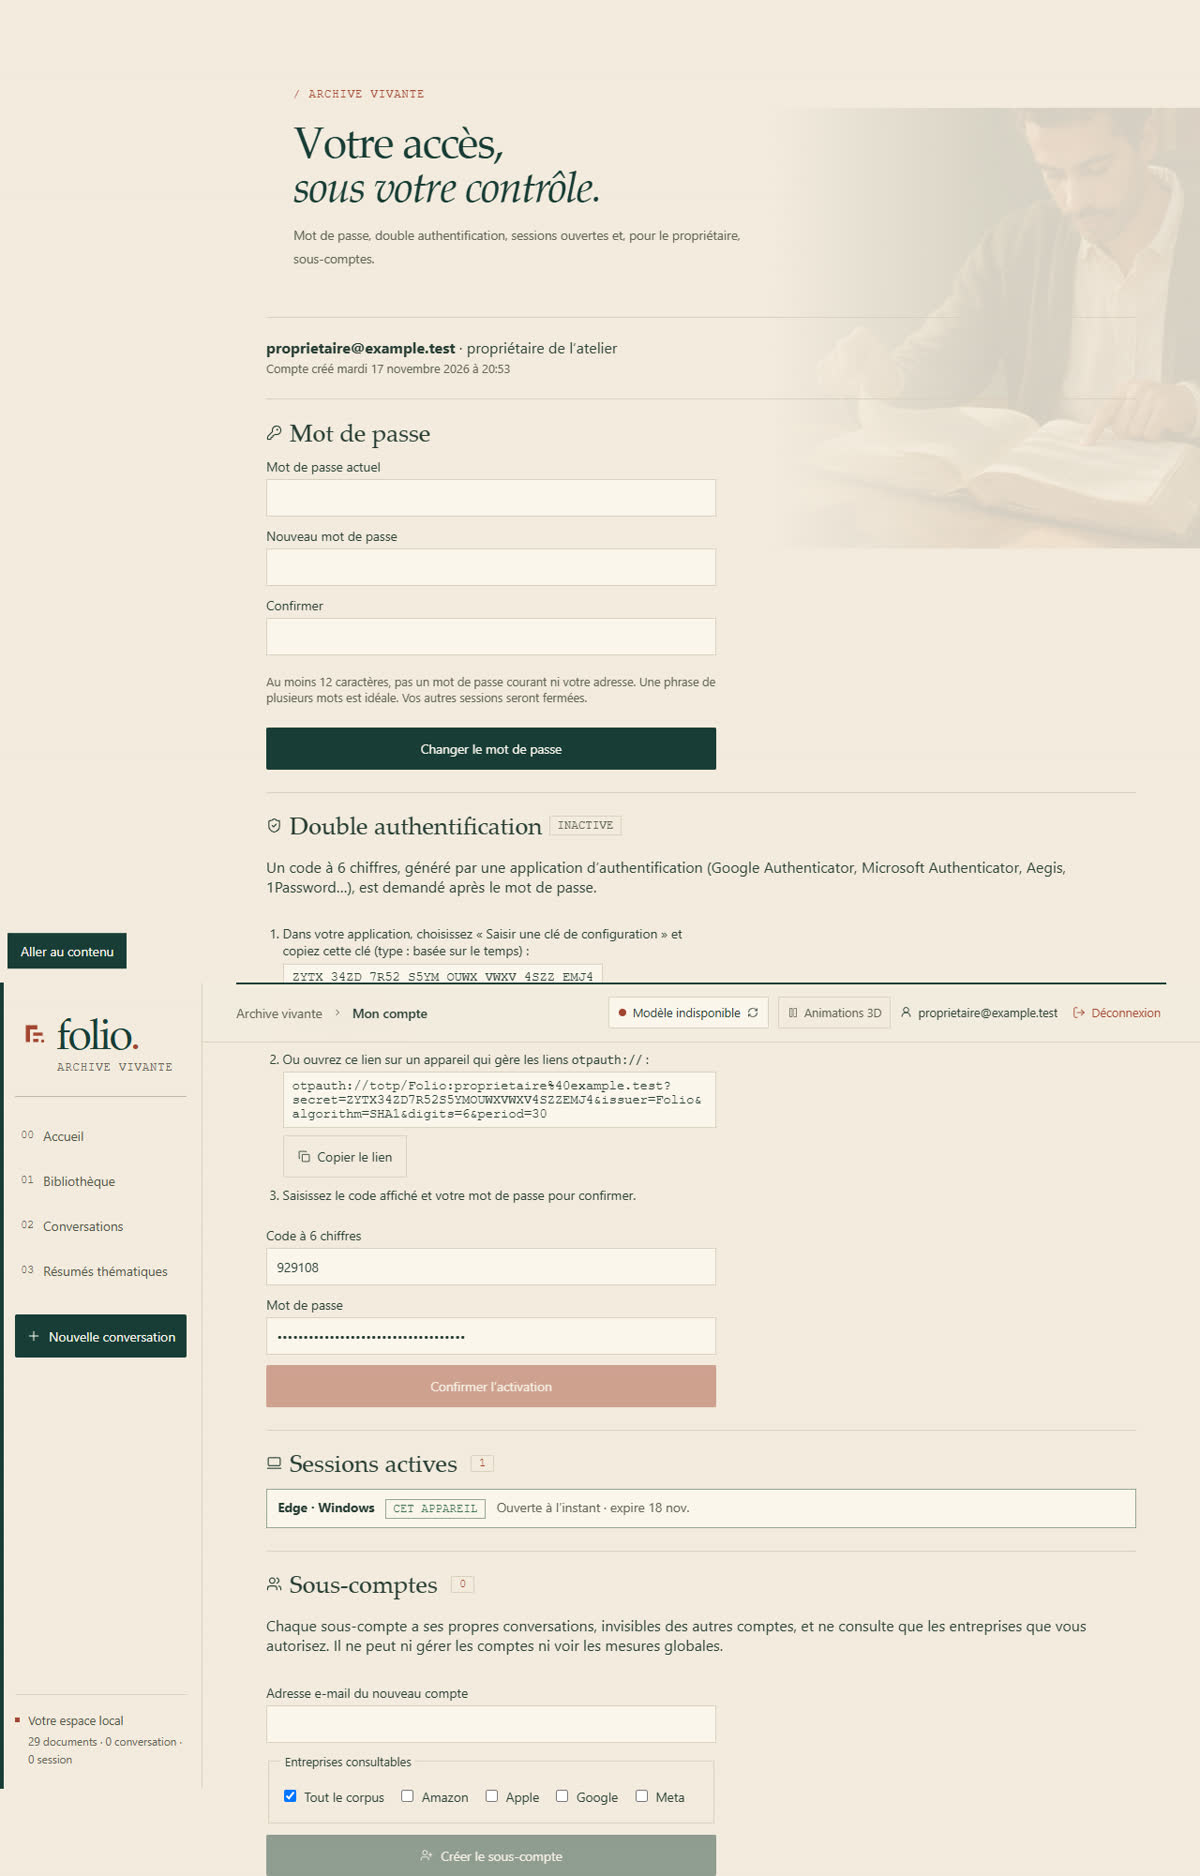 / ARCHIVE VIVANTE
Votre accès,
sous votre contrôle.
Mot de passe, double authentification, sessions ouvertes et, pour le propriétaire,
sous-comptes.
proprietaire@example.test · propriétaire de l’atelier
Compte créé mardi 17 novembre 2026 à 20:53
Mot de passe
Mot de passe actuel
Nouveau mot de passe
Confirmer
Au moins 12 caractères, pas un mot de passe courant ni votre adresse. Une phrase de
plusieurs mots est idéale. Vos autres sessions seront fermées.
Changer le mot de passe
Double authentification INACTIVE
Un code à 6 chiffres, généré par une application d’authentification (Google Authenticator, Microsoft Authenticator, Aegis,
1Password…), est demandé après le mot de passe.
1. Dans votre application, choisissez « Saisir une clé de configuration » et
copiez cette clé (type : basée sur le temps) :
ZYTX 34ZD 7R52 S5YM OUWX VWXV 4SZZ EMJ4
Aller au contenu
folio.
ARCHIVE VIVANTE
00 Accueil
01 Bibliothèque
02 Conversations
03 Résumés thématiques
+ Nouvelle conversation
Votre espace local
29 documents · 0 conversation ·
0 session
Archive vivante > Mon compte
Modèle indisponible
Animations 3D
proprietaire@example.test
Déconnexion
2. Ou ouvrez ce lien sur un appareil qui gère les liens otpauth:// :
otpauth://totp/Folio:proprietaire%40example.test?
secret=ZYTX34ZD7R52S5YMOUWXVWXV4SZZEMJ4&issuer=Folio&
algorithm=SHA1&digits=6&period=30
Copier le lien
3. Saisissez le code affiché et votre mot de passe pour confirmer.
Code à 6 chiffres
929108
Mot de passe
••••••••••••••••••••••••••••••••••••
Confirmer l’activation
Sessions actives 1
Edge · Windows CET APPAREIL Ouverte à l’instant · expire 18 nov.
Sous-comptes 0
Chaque sous-compte a ses propres conversations, invisibles des autres comptes, et ne consulte que les entreprises que vous
autorisez. Il ne peut ni gérer les comptes ni voir les mesures globales.
Adresse e-mail du nouveau compte
Entreprises consultables
Tout le corpus Amazon Apple Google Meta
Créer le sous-compte